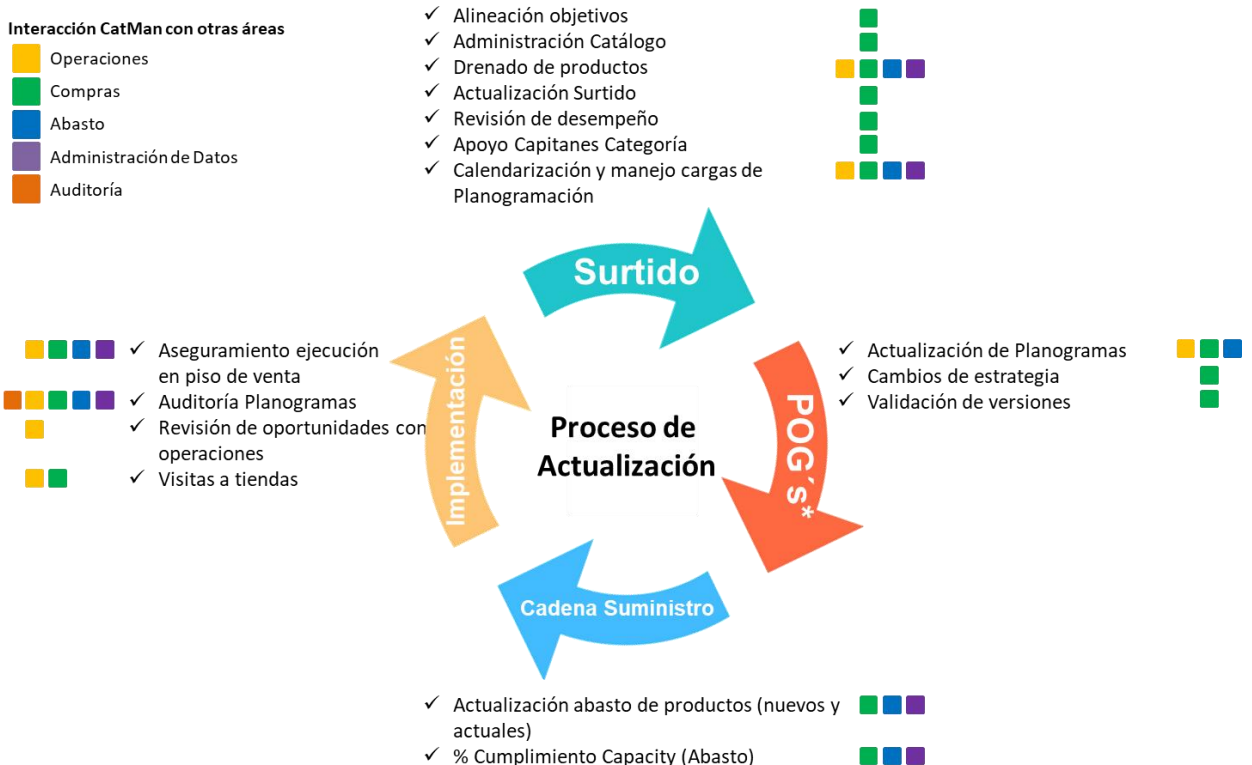 Interacción CatMan con otras áreas
Operaciones
Compras
Abasto
Administración de Datos
Auditoría
✓ Alineación objetivos
✓ Administración Catálogo
✓ Drenado de productos
✓ Actualización Surtido
✓ Revisión de desempeño
✓ Apoyo Capitanes Categoría
✓ Calendarización y manejo cargas de
Planogramación
Surtido
✓ Aseguramiento ejecución
en piso de venta
✓ Auditoría Planogramas
✓ Revisión de oportunidades con
operaciones
✓ Visitas a tiendas
Implementación
Proceso de
Actualización
POG´s*
✓ Actualización de Planogramas
✓ Cambios de estrategia
✓ Validación de versiones
Cadena Suministro
✓ Actualización abasto de productos (nuevos y
actuales)
✓ % Cumplimiento Capacity (Abasto)